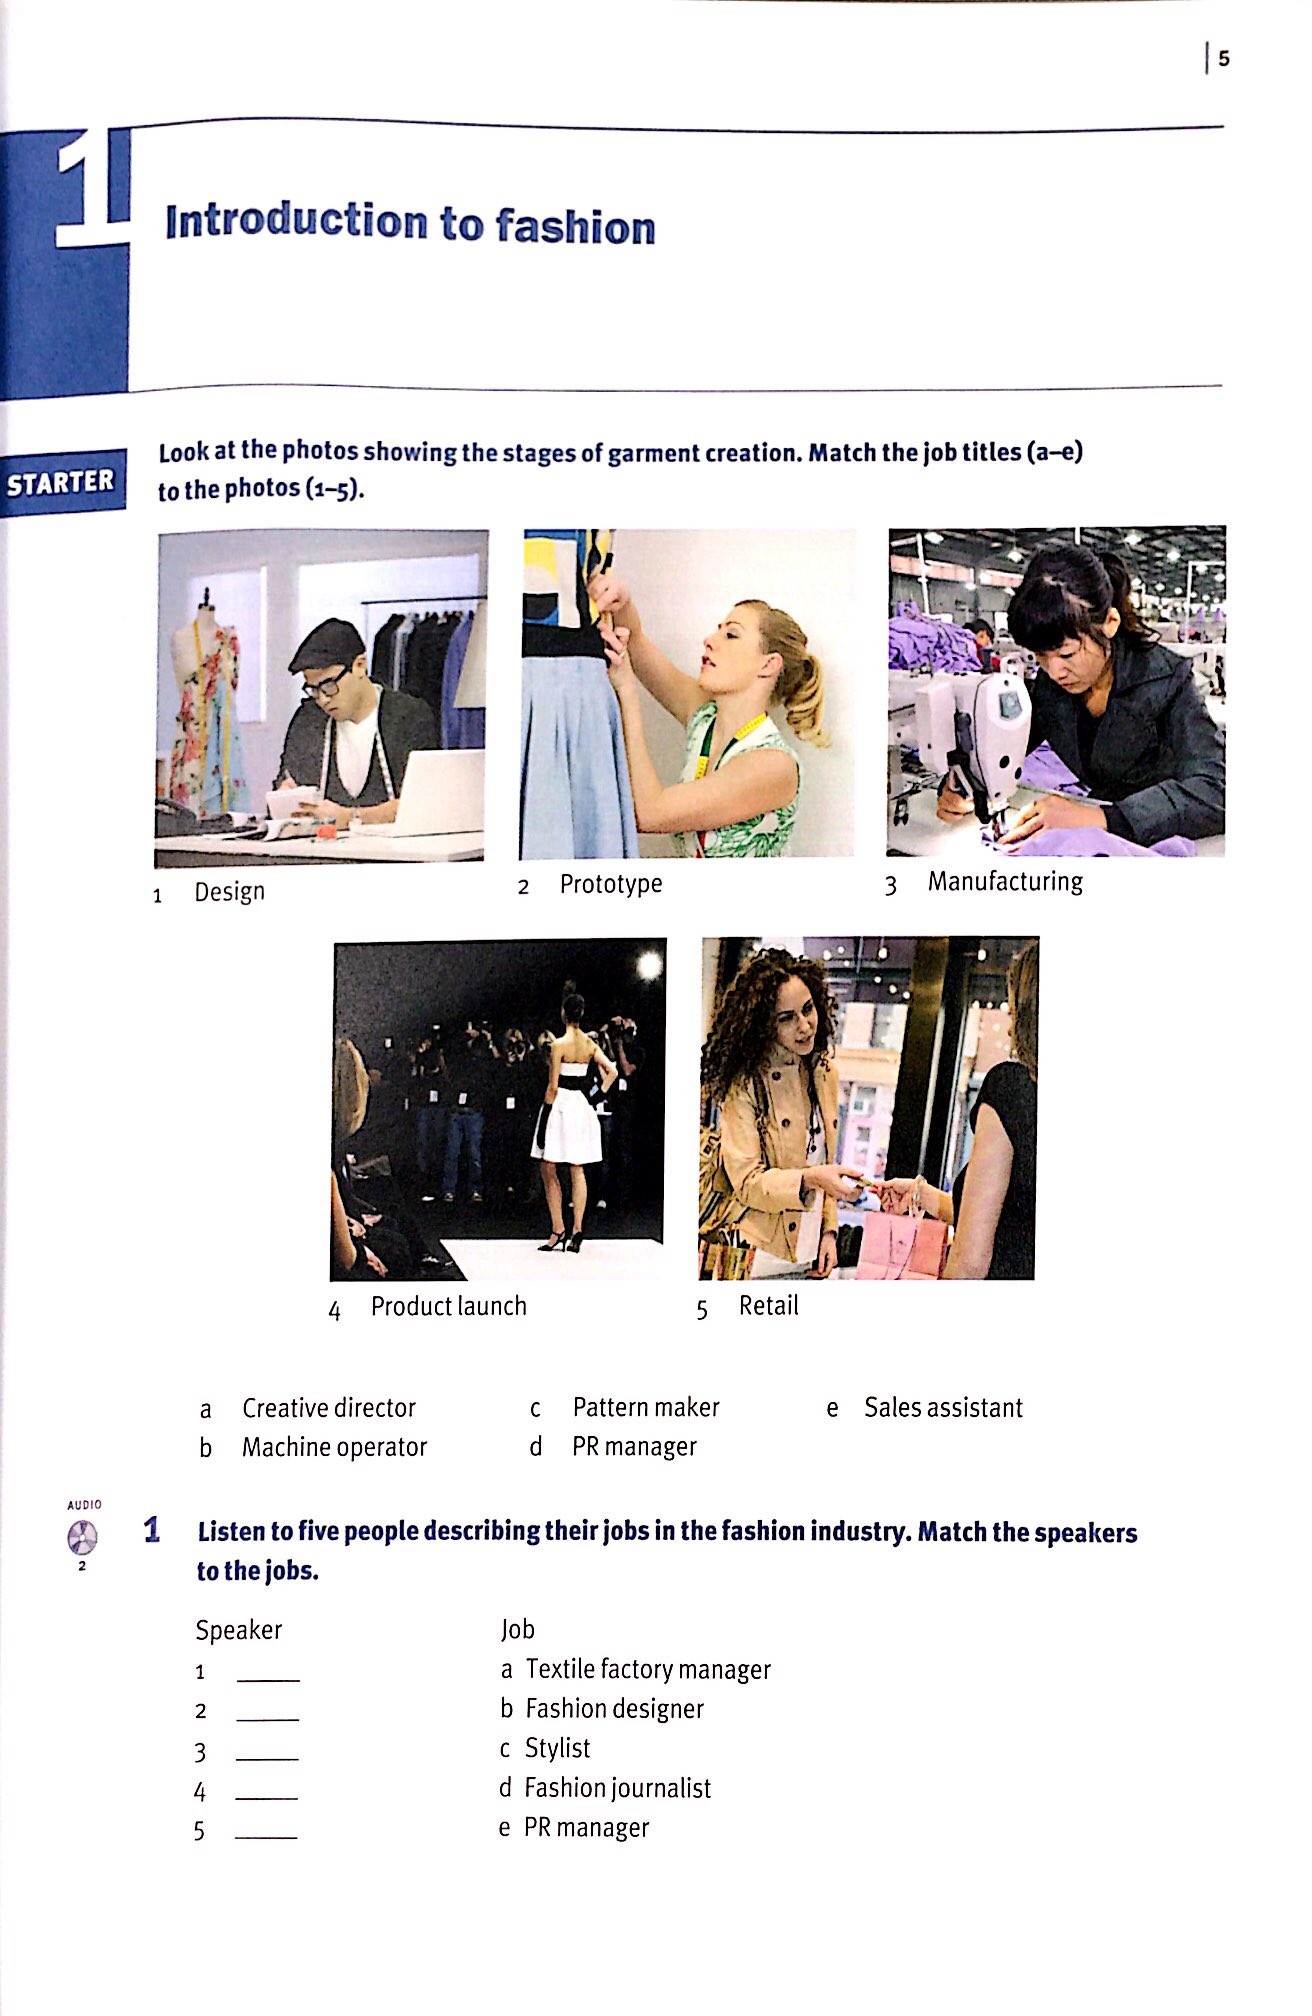 5
1
Introduction to fashion
STARTER
Look at the photos showing the stages of garment creation. Match the job titles (a–e)
to the photos (1–5).
1 Design
2 Prototype
3 Manufacturing
4 Product launch
5 Retail
a Creative director
c Pattern maker
e Sales assistant
b Machine operator
d PR manager
AUDIO
2
1 Listen to five people describing their jobs in the fashion industry. Match the speakers
to the jobs.
Speaker Job
1 _____ a Textile factory manager
2 _____ b Fashion designer
3 _____ c Stylist
4 _____ d Fashion journalist
5 _____ e PR manager